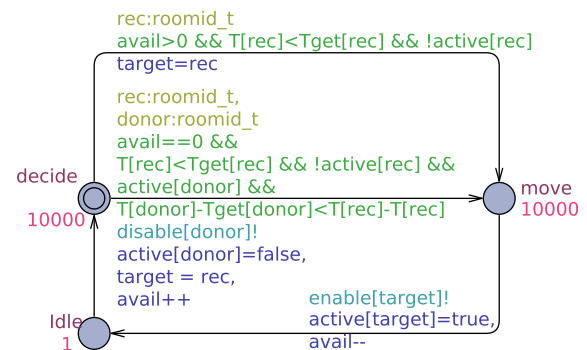 rec:roomid_t
avail>0 && T[rec]<Tget[rec] && !active[rec]
target=rec
rec:roomid_t,
donor:roomid_t
avail==0 &&
T[rec]<Tget[rec] && !active[rec] &&
active[donor] &&
T[donor]-Tget[donor]<T[rec]-T[rec]
disable[donor]!
active[donor]=false,
target = rec,
avail++
decide
10000
move
10000
Idle
1
enable[target]!
active[target]=true,
avail--